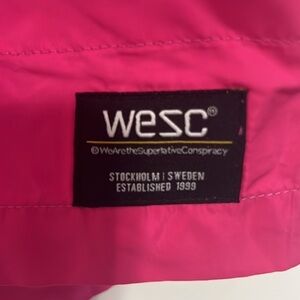 wesc®
©WeAretheSuperlativeConspiracy
STOCKHOLM | SWEDEN
ESTABLISHED 1999